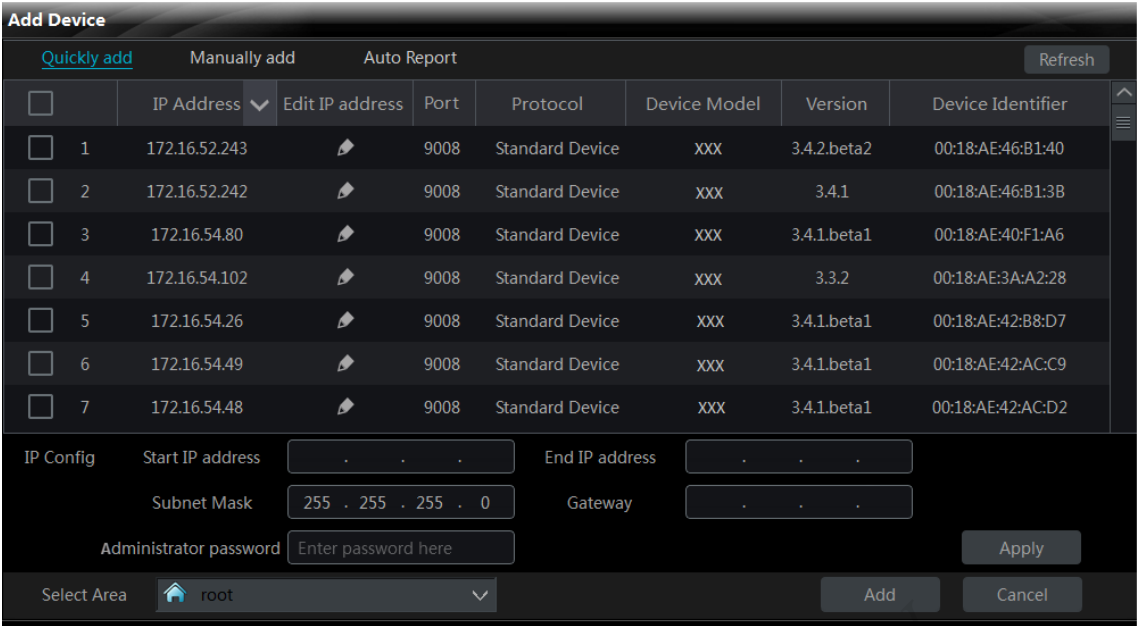 Add Device
Quickly add Manually add Auto Report Refresh
IP Address Edit IP address Port Protocol Device Model Version Device Identifier
1 172.16.52.243 9008 Standard Device XXX 3.4.2.beta2 00:18:AE:46:B1:40
2 172.16.52.242 9008 Standard Device XXX 3.4.1 00:18:AE:46:B1:3B
3 172.16.54.80 9008 Standard Device XXX 3.4.1.beta1 00:18:AE:40:F1:A6
4 172.16.54.102 9008 Standard Device XXX 3.3.2 00:18:AE:3A:A2:28
5 172.16.54.26 9008 Standard Device XXX 3.4.1.beta1 00:18:AE:42:B8:D7
6 172.16.54.49 9008 Standard Device XXX 3.4.1.beta1 00:18:AE:42:AC:C9
7 172.16.54.48 9008 Standard Device XXX 3.4.1.beta1 00:18:AE:42:AC:D2
IP Config Start IP address . . . End IP address . . .
Subnet Mask 255 . 255 . 255 . 0 Gateway . . .
Administrator password Enter password here Apply
Select Area root Add Cancel